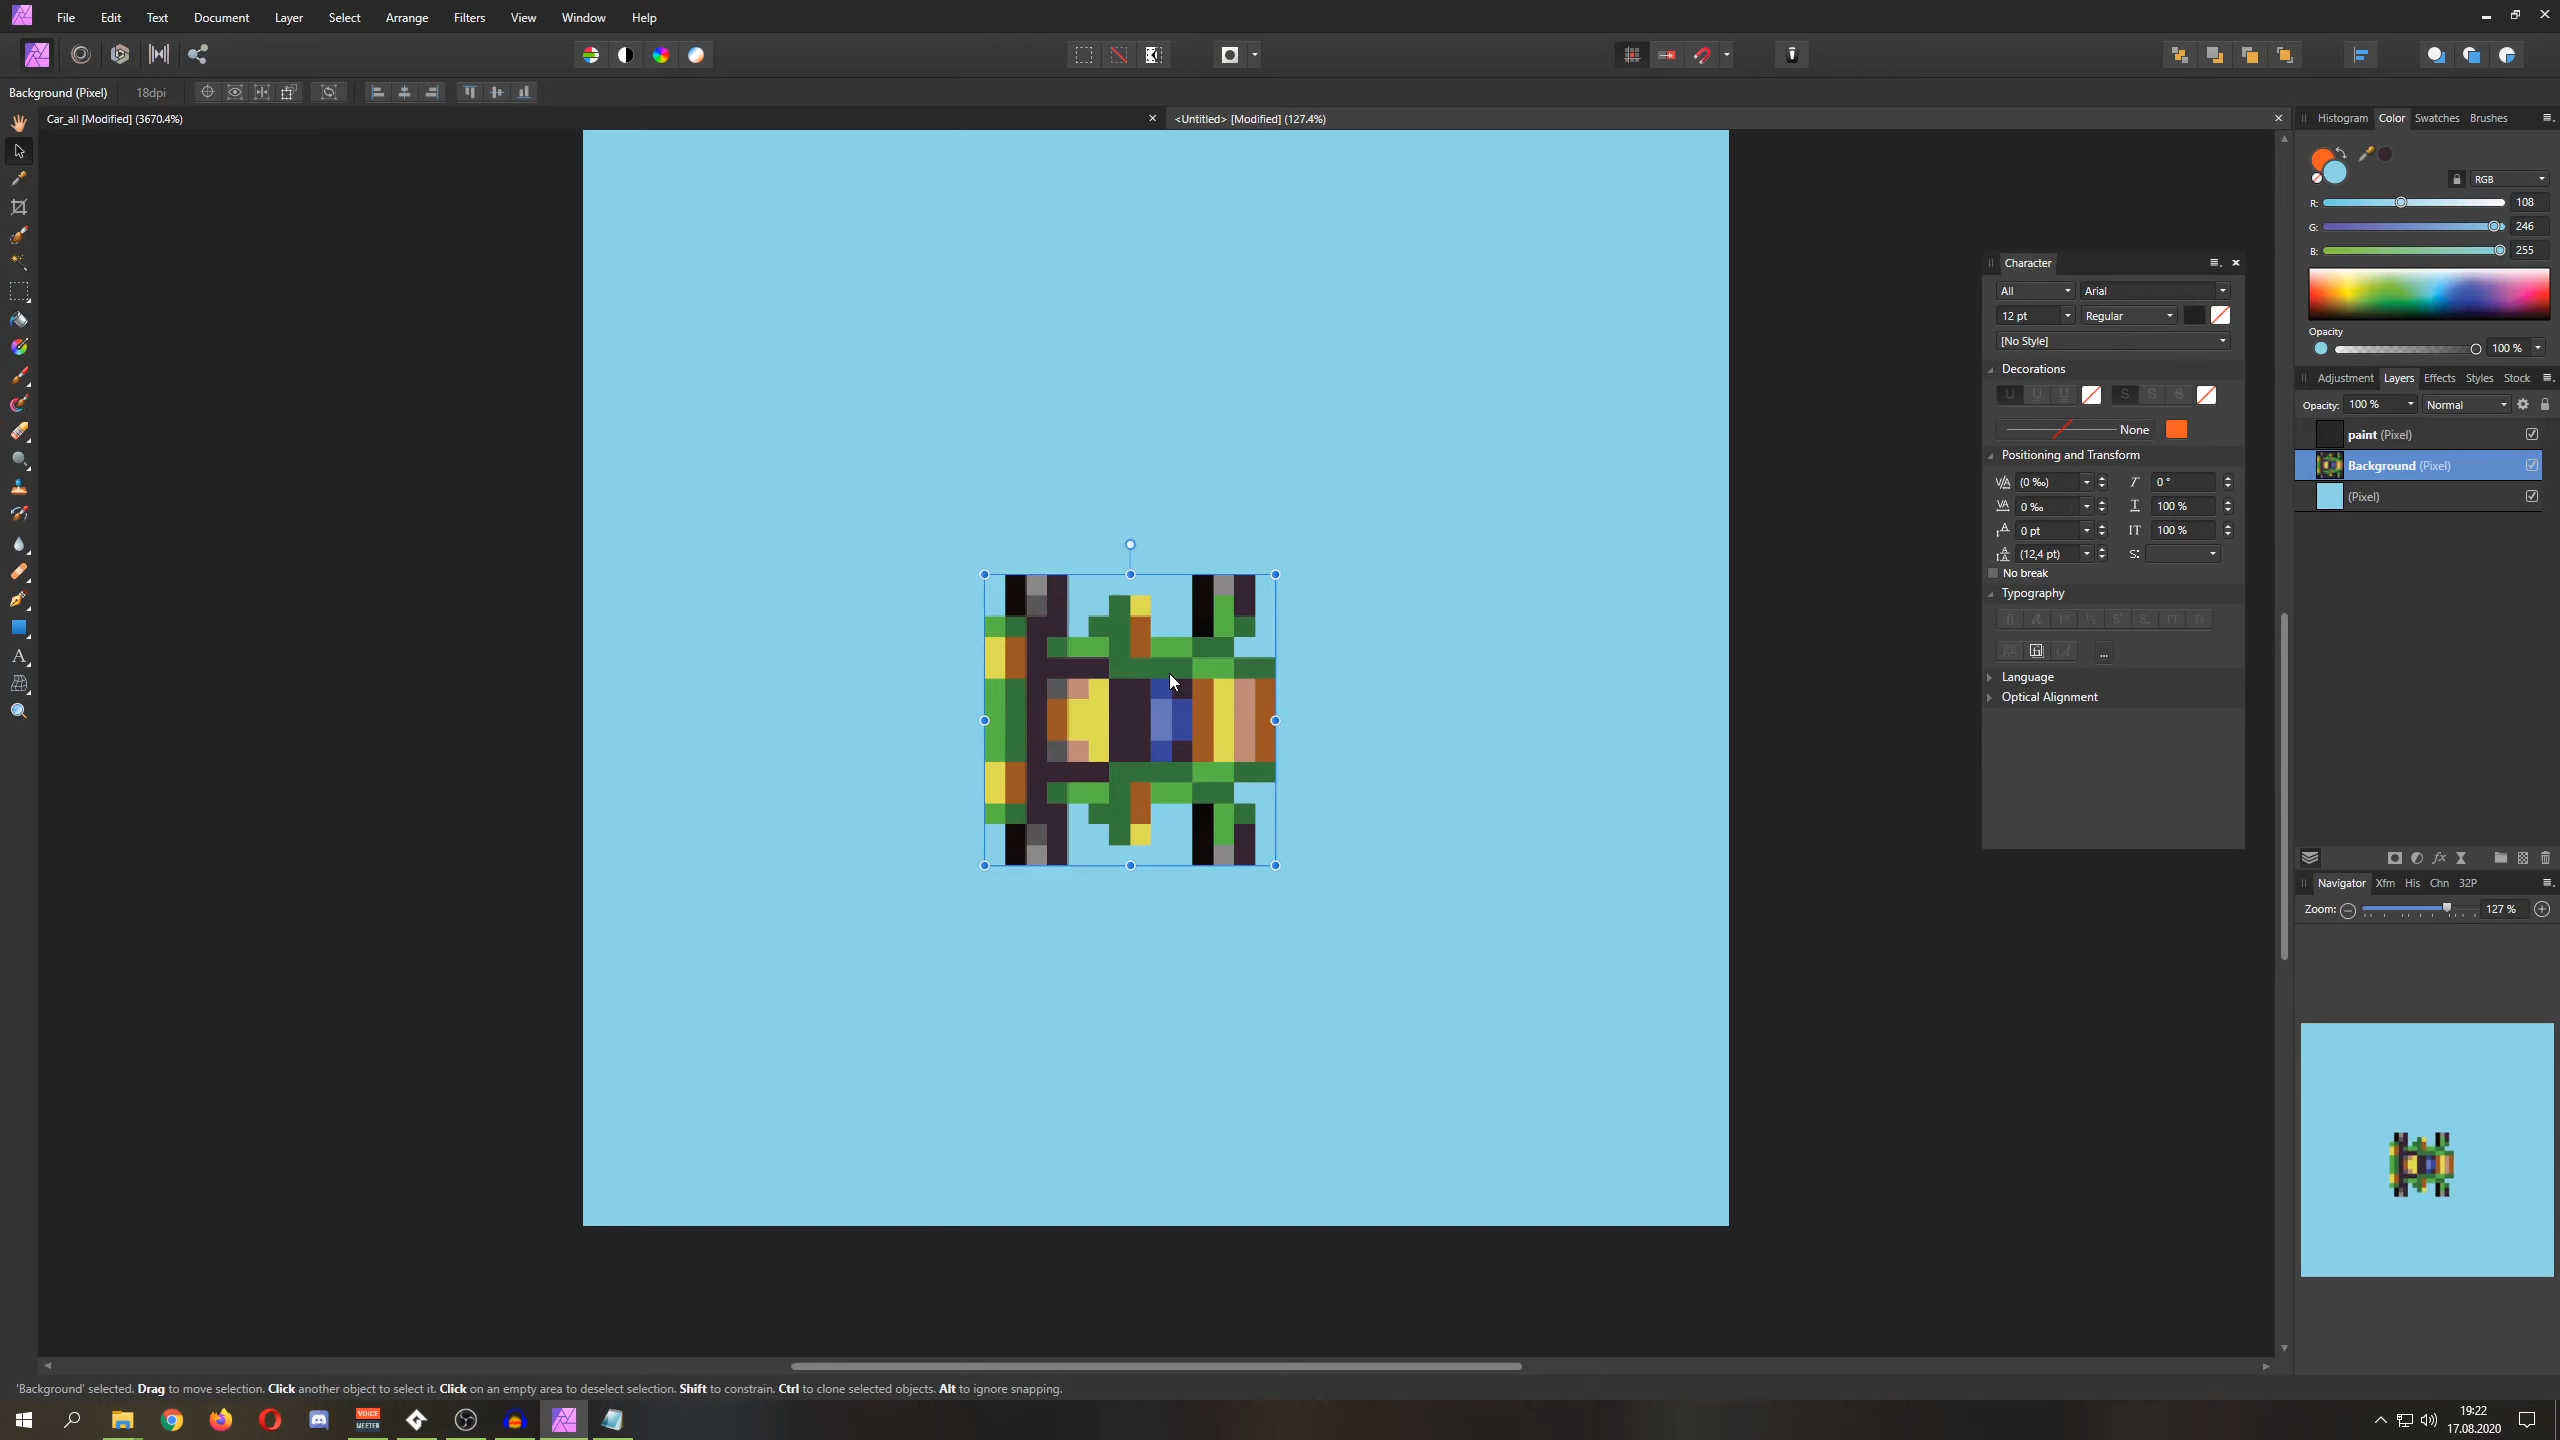 File Edit Text Document Layer Select Arrange Filters View Window Help
Background (Pixel) 18dpi
Car_all [Modified] (3670.4%)
<Untitled> [Modified] (127.4%)
Histogram Color Swatches Brushes
RGB
R: 108
G: 246
B: 255
Opacity
100 %
Character
All Arial
12 pt Regular
[No Style]
Decorations
None
Positioning and Transform
(0 ‰) 0 °
0 ‰ 100 %
0 pt 100 %
(12,4 pt)
No break
Typography
...
Language
Optical Alignment
Adjustment Layers Effects Styles Stock
Opacity: 100 % Normal
paint (Pixel)
Background (Pixel)
(Pixel)
Navigator Xfm His Chn 32P
Zoom: 127 %
'Background' selected. Drag to move selection. Click another object to select it. Click on an empty area to deselect selection. Shift to constrain. Ctrl to clone selected objects. Alt to ignore snapping.
VOICE
MEETER
19:22
17.08.2020